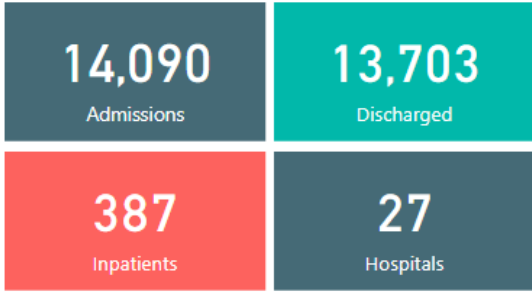 14,090
Admissions
13,703
Discharged
387
Inpatients
27
Hospitals